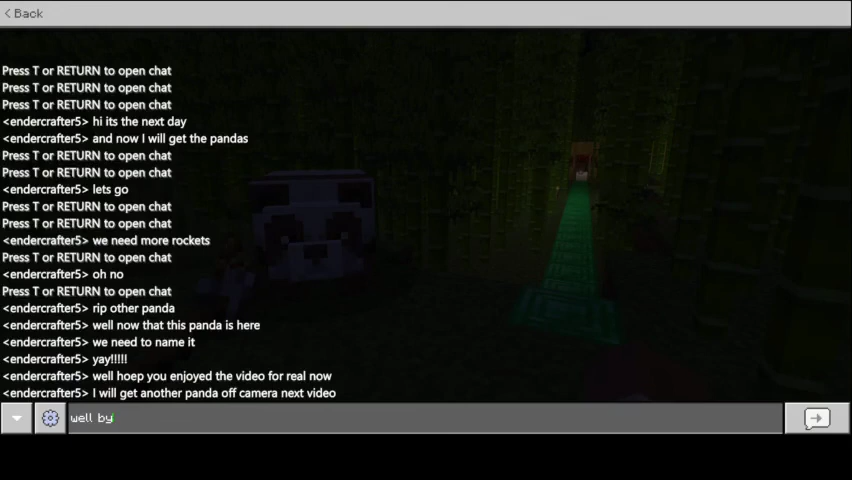 < Back
Press T or RETURN to open chat
Press T or RETURN to open chat
Press T or RETURN to open chat
<endercrafter5> hi its the next day
<endercrafter5> and now I will get the pandas
Press T or RETURN to open chat
Press T or RETURN to open chat
<endercrafter5> lets go
Press T or RETURN to open chat
Press T or RETURN to open chat
<endercrafter5> we need more rockets
Press T or RETURN to open chat
<endercrafter5> oh no
Press T or RETURN to open chat
<endercrafter5> rip other panda
<endercrafter5> well now that this panda is here
<endercrafter5> we need to name it
<endercrafter5> yay!!!!!
<endercrafter5> well hoep you enjoyed the video for real now
<endercrafter5> I will get another panda off camera next video
well by